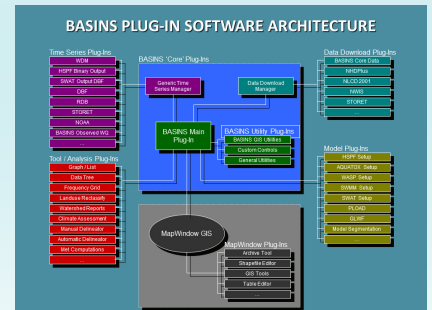 BASINS PLUG-IN SOFTWARE ARCHITECTURE
Time Series Plug-Ins
WDM
HSPF Binary Output
SWAT Output DBF
DBF
RDB
STORET
NOAA
BASINS Observed WQ
...
BASINS 'Core' Plug-Ins
Generic Time
Series Manager
Data Download
Manager
BASINS Main
Plug-In
BASINS Utility Plug-Ins
BASINS GIS Utilities
Custom Controls
General Utilities
Data Download Plug-Ins
BASINS Core Data
NHDPlus
NLCD 2001
NWIS
STORET
...
Tool / Analysis Plug-Ins
Graph / List
Data Tree
Frequency Grid
Landuse Reclassify
Watershed Reports
Climate Assessment
Manual Delineator
Automatic Delineator
Met Computations
...
Model Plug-Ins
HSPF Setup
AQUATOX Setup
WASP Setup
SWMM Setup
SWAT Setup
PLOAD
GLWF
Model Segmentation
...
MapWindow GIS
MapWindow Plug-Ins
Archive Tool
Shapefile Editor
GIS Tools
Table Editor
...